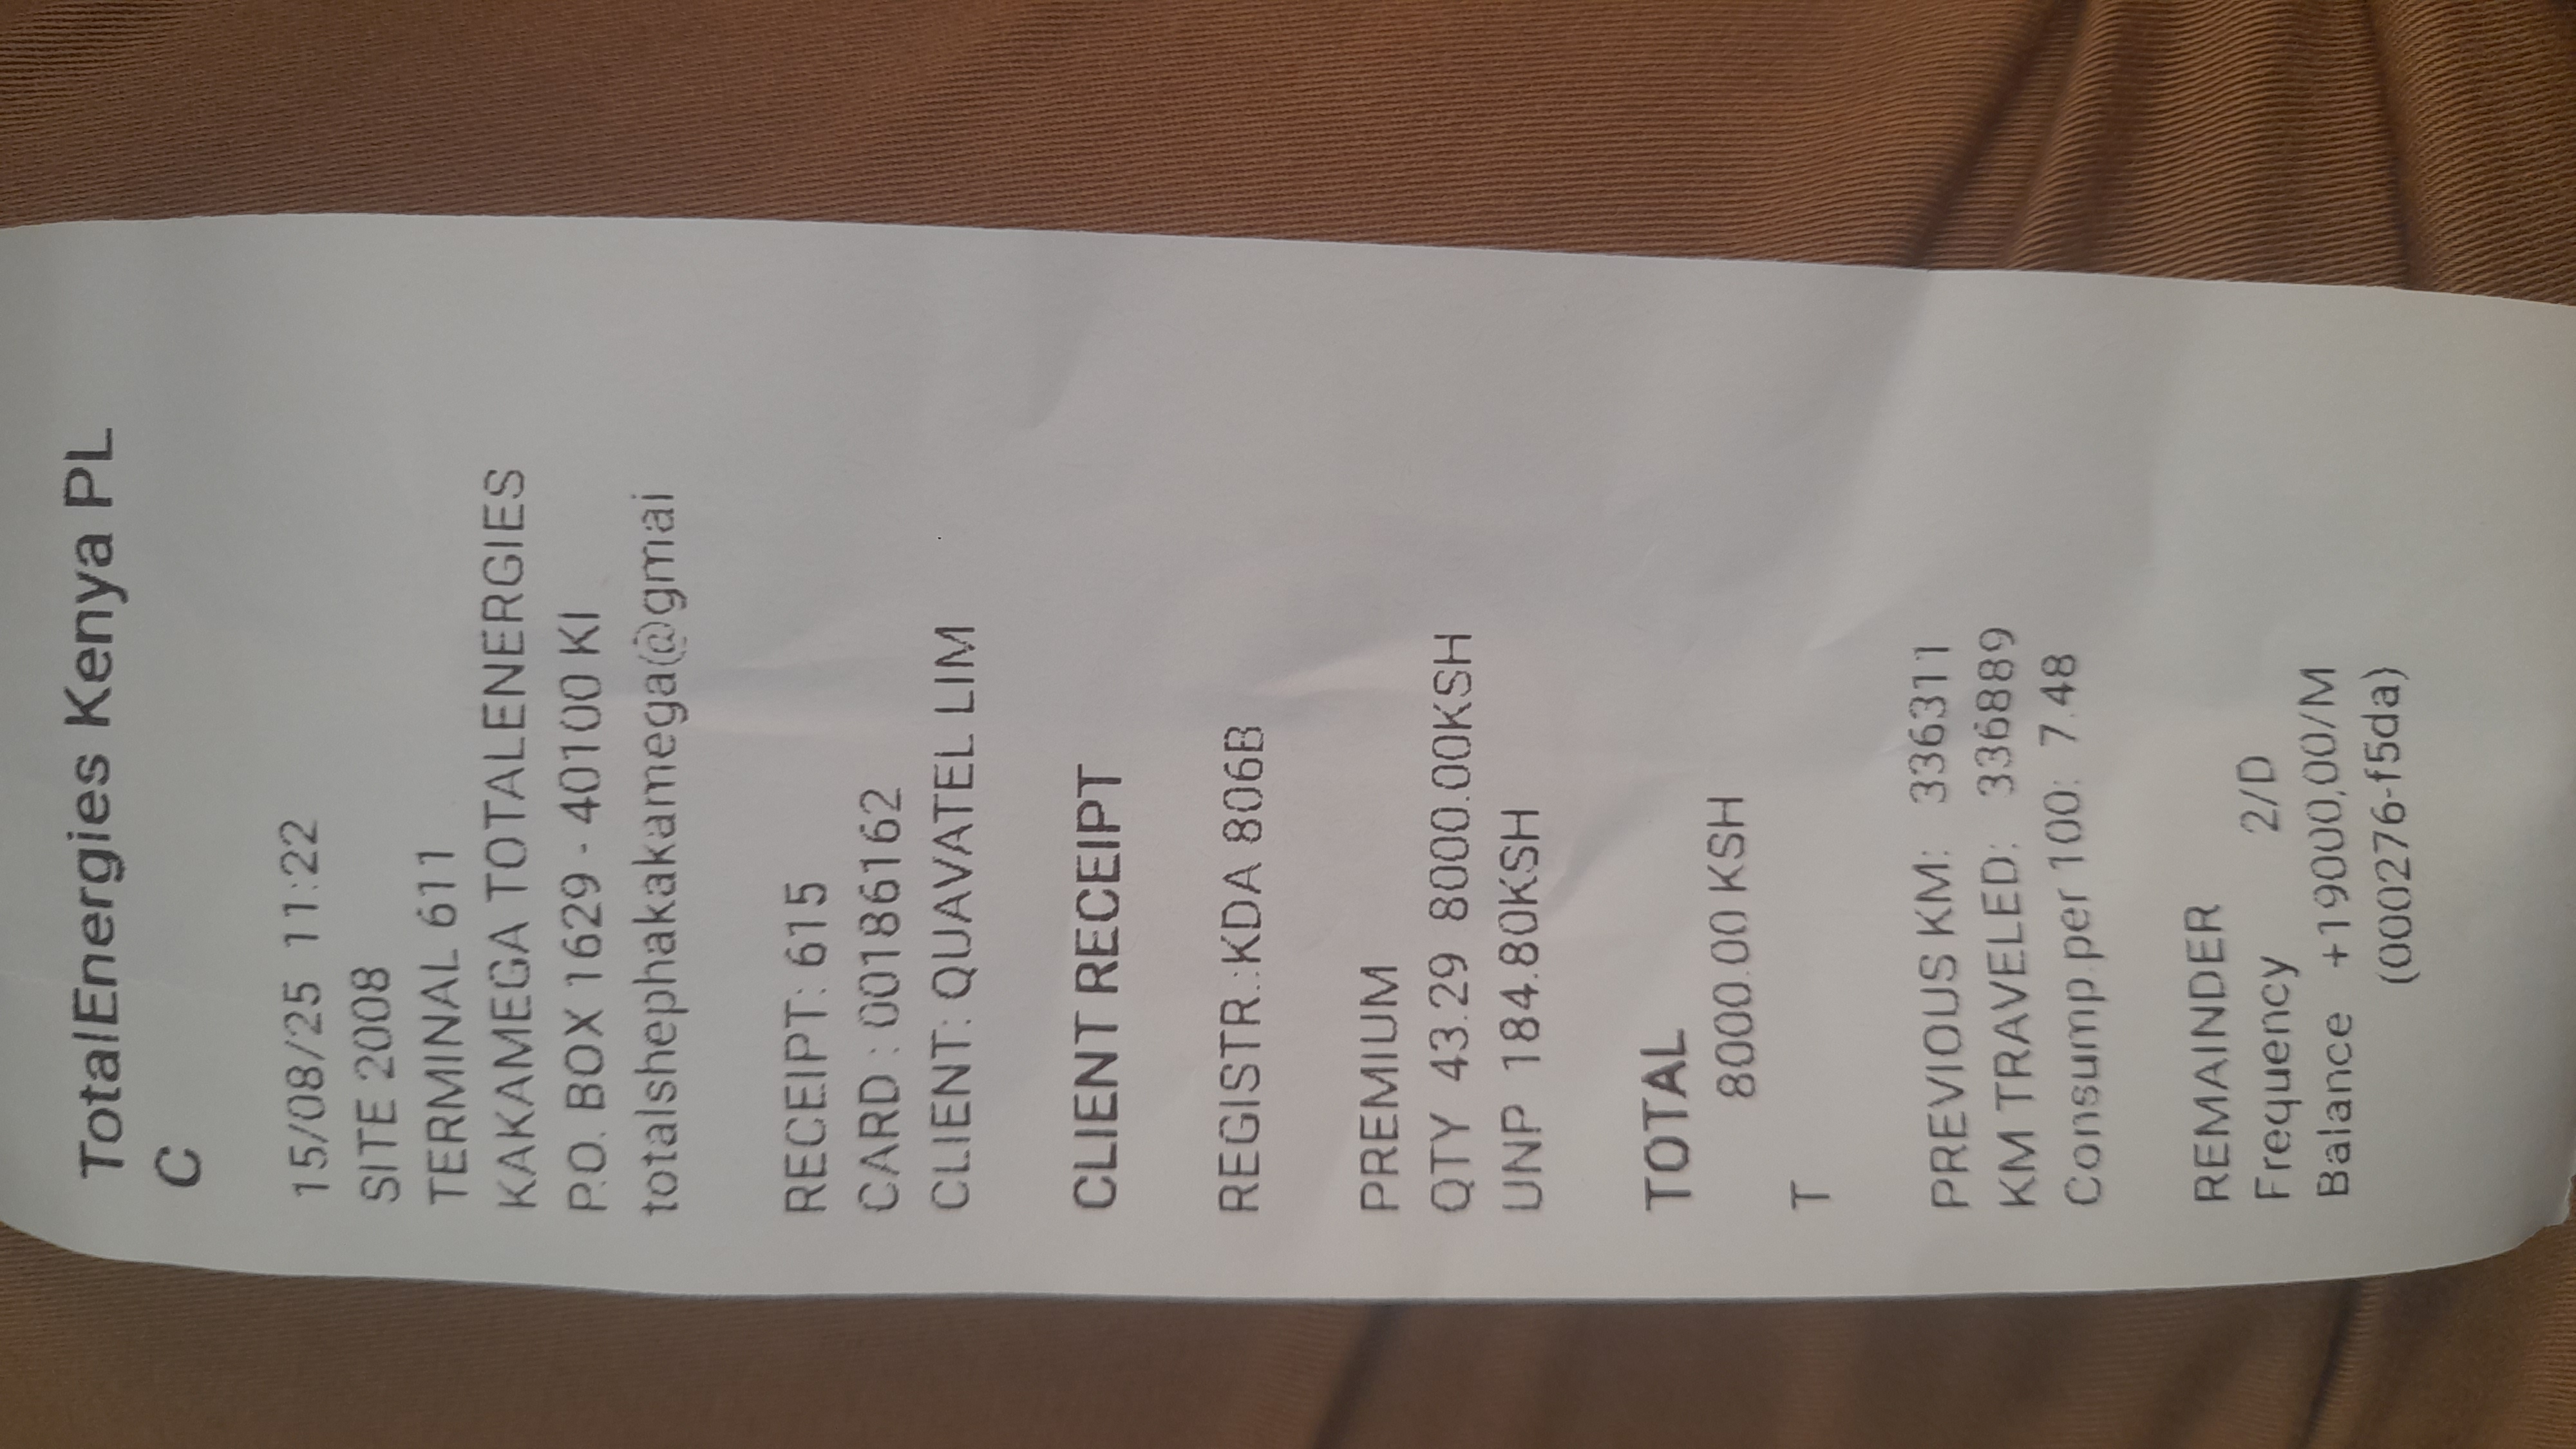 TotalEnergies Kenya PL
C
15/08/25 11:22
SITE 2008
TERMINAL 611
KAKAMEGA TOTALENERGIES
P.O. BOX 1629 - 40100 KI
totalshephakakamega@gmai
RECEIPT: 615
CARD : 00186162
CLIENT: QUAVATEL LIM
CLIENT RECEIPT
REGISTR.:KDA 806B
PREMIUM
QTY 43.29 8000.00KSH
UNP 184.80KSH
TOTAL
8000.00 KSH
T
PREVIOUS KM: 336311
KM TRAVELED: 336889
Consump.per 100: 7.48
REMAINDER
Frequency 2/D
Balance +19000,00/M
(000276-f5da)